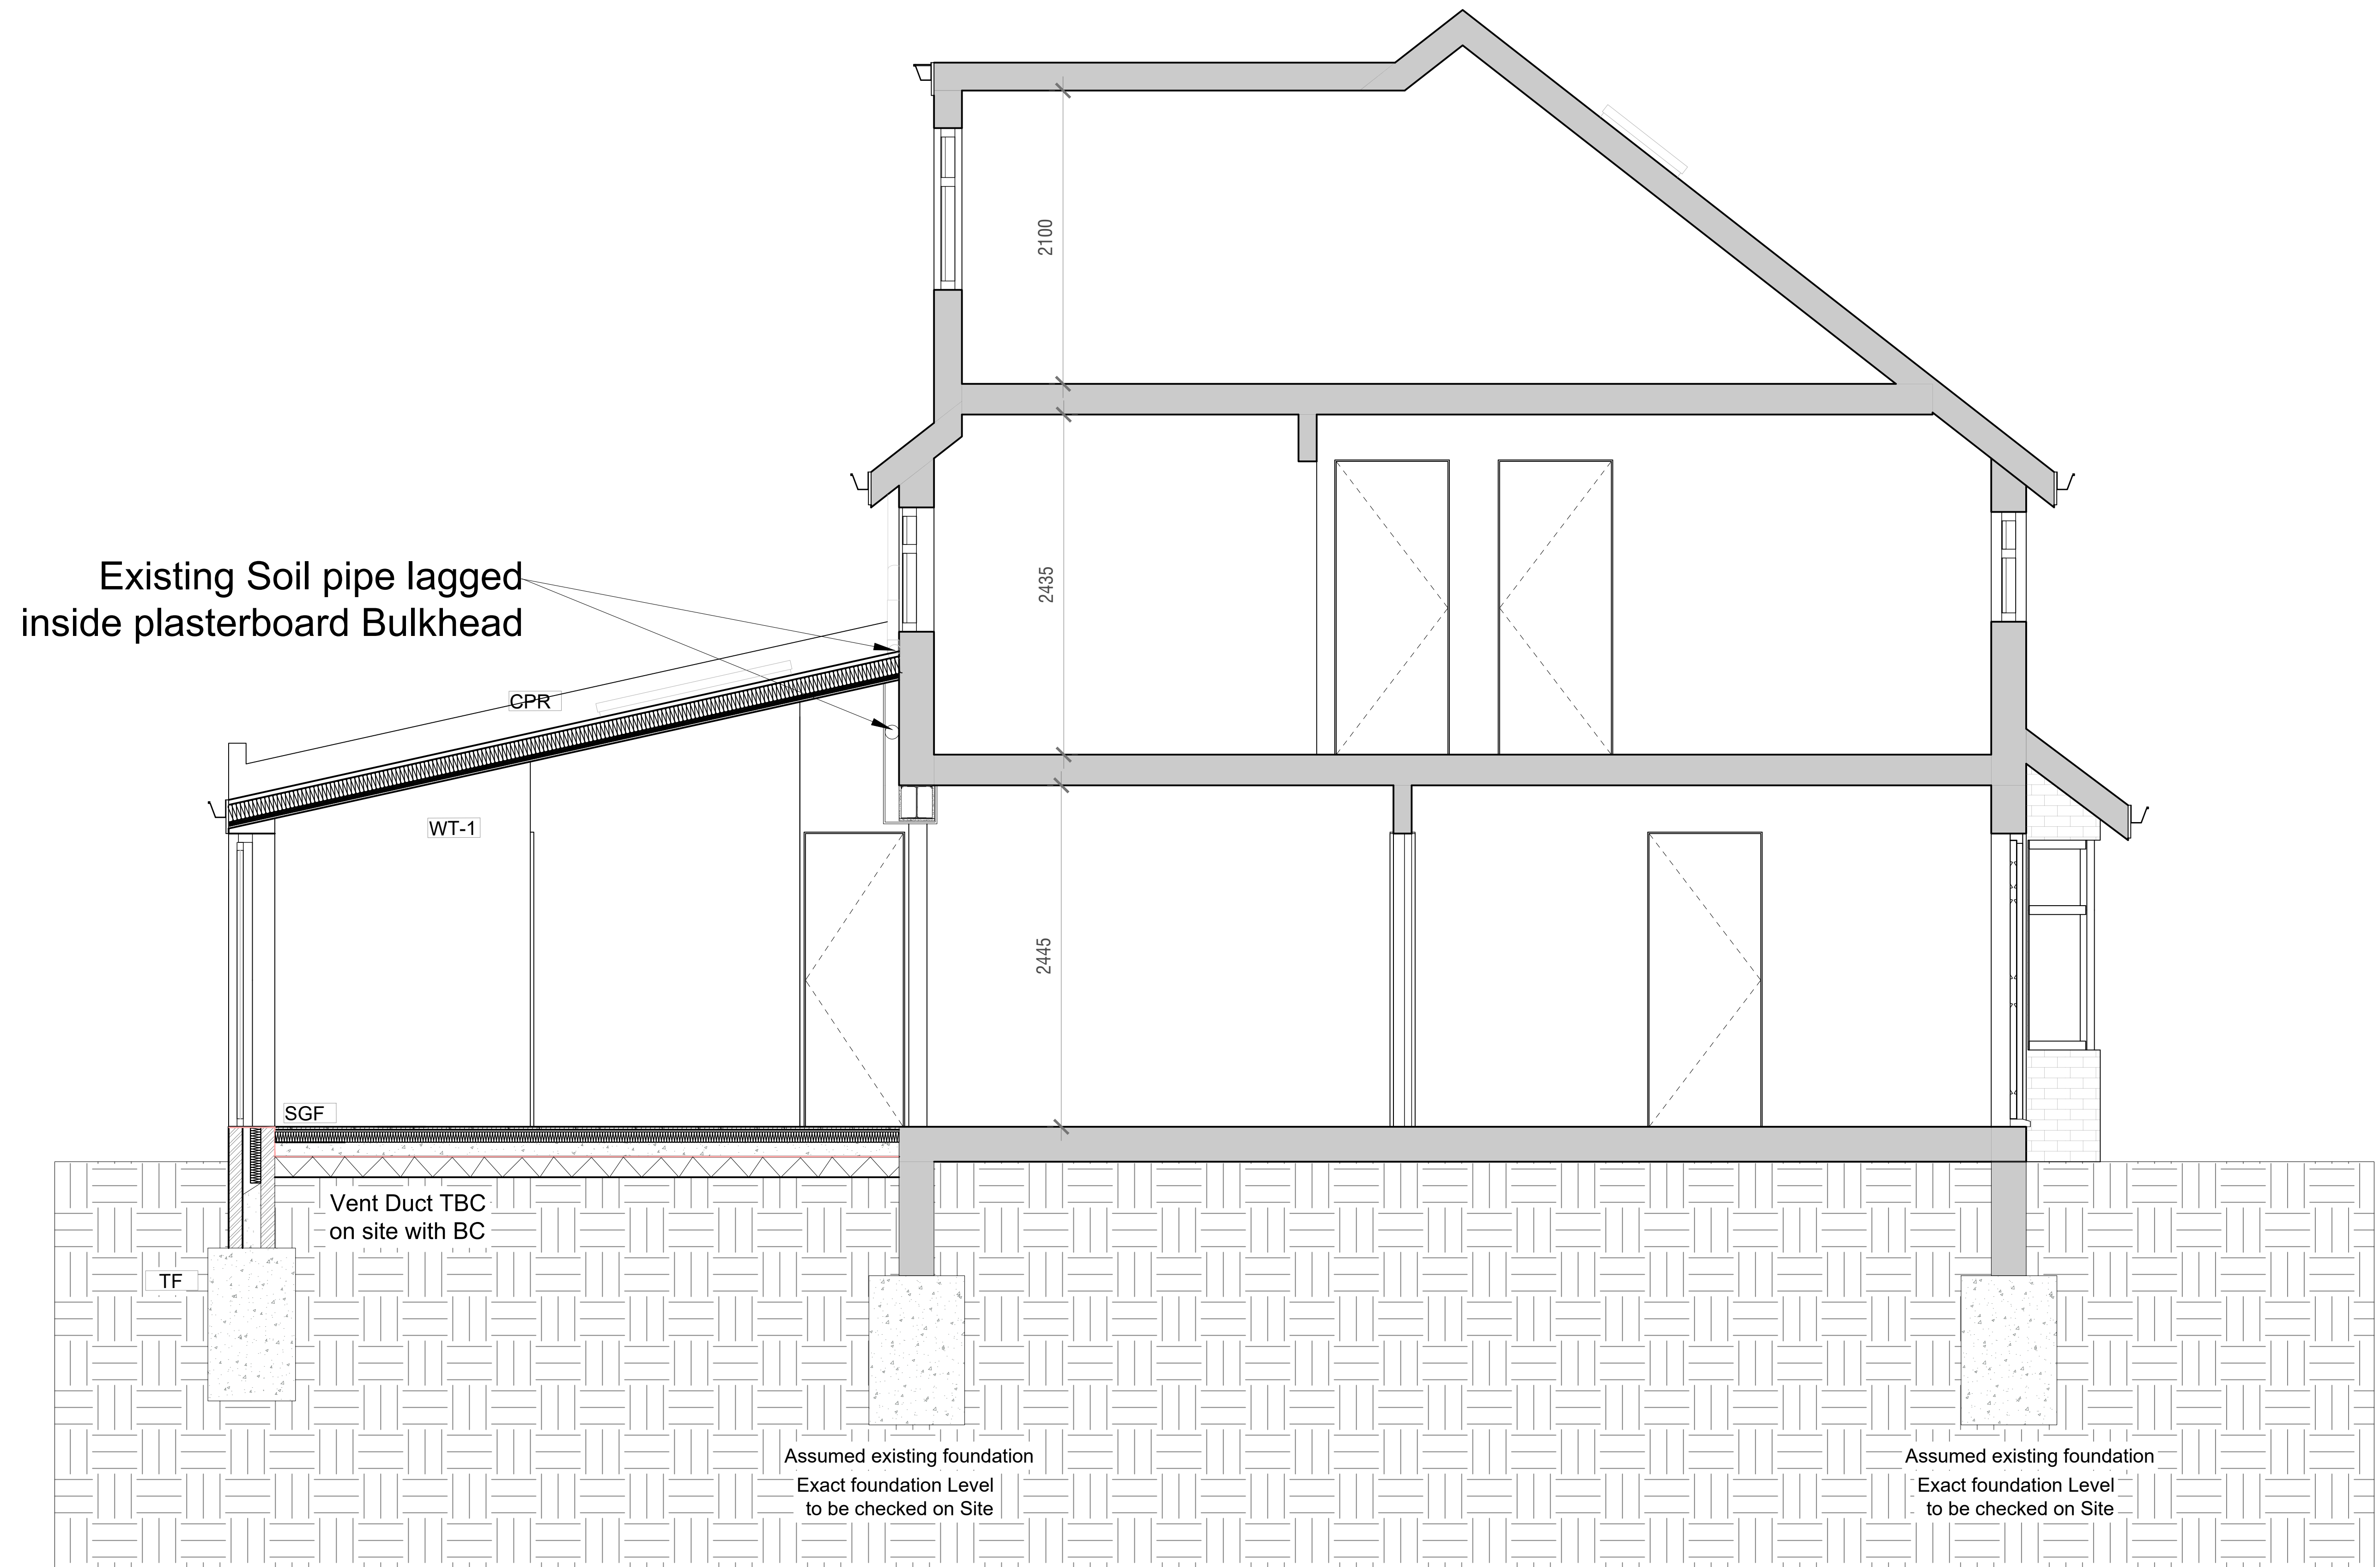 2100
2435
Existing Soil pipe lagged
inside plasterboard Bulkhead
CPR
WT-1
2445
SGF
Vent Duct TBC
on site with BC
TF
Assumed existing foundation
Exact foundation Level
to be checked on Site
Assumed existing foundation
Exact foundation Level
to be checked on Site